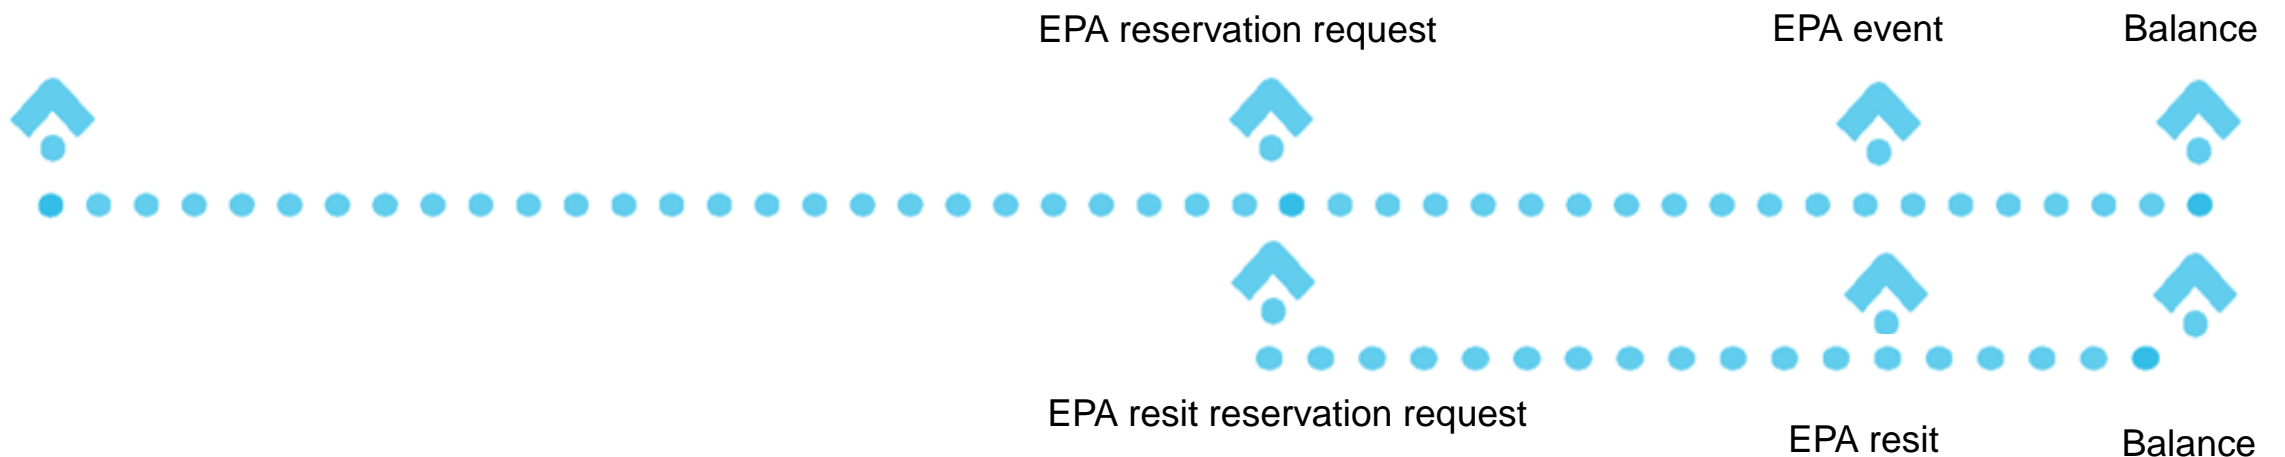 EPA reservation request
EPA event
Balance
EPA resit reservation request
EPA resit
Balance